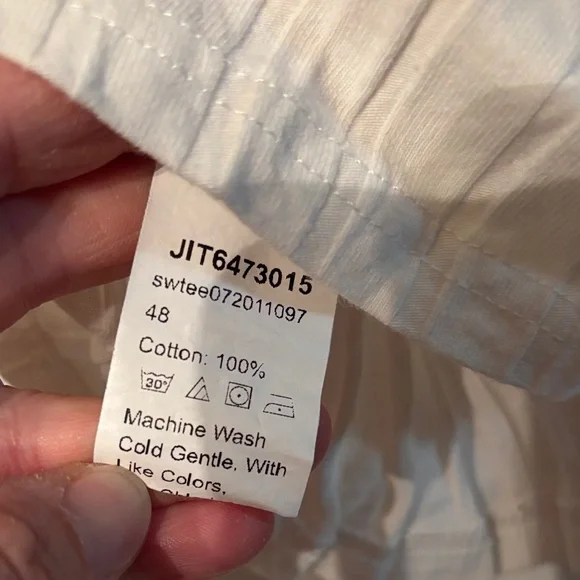 JIT6473015
swtee072011097
48
Cotton: 100%
30°
Machine Wash
Cold Gentle, With
Like Colors,